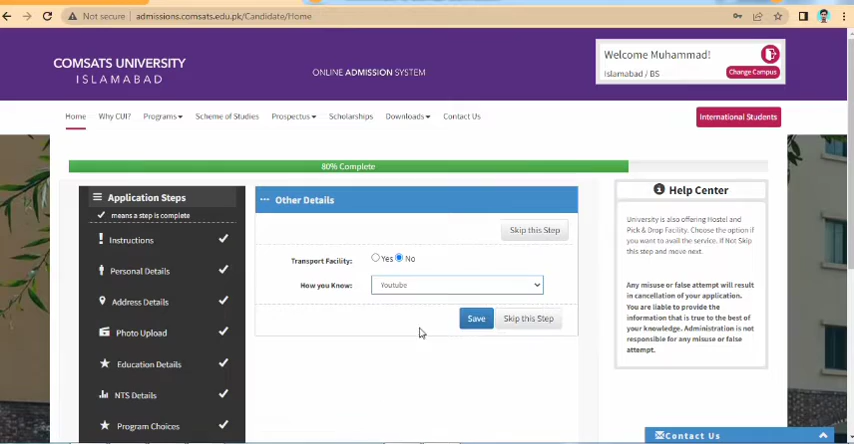 Not secure | admissions.comsats.edu.pk/Candidate/Home
COMSATS UNIVERSITY
ISLAMABAD
ONLINE ADMISSION SYSTEM
Welcome Muhammad!
Islamabad / BS
Change Campus
Home Why CUI? Programs Scheme of Studies Prospectus Scholarships Downloads Contact Us
International Students
80% Complete
Application Steps
means a step is complete
Instructions
Personal Details
Address Details
Photo Upload
Education Details
NTS Details
Program Choices
Other Details
Skip this Step
Transport Facility: Yes No
How you Know: Youtube
Save Skip this Step
Help Center
University is also offering Hostel and
Pick & Drop Facility. Choose the option if
you want to avail the service. If Not Skip
this step and move next.
Any misuse or false attempt will result
in cancellation of your application.
You are liable to provide the
information that is true to the best of
your knowledge. Administration is not
responsible for any misuse or false
attempt.
Contact Us